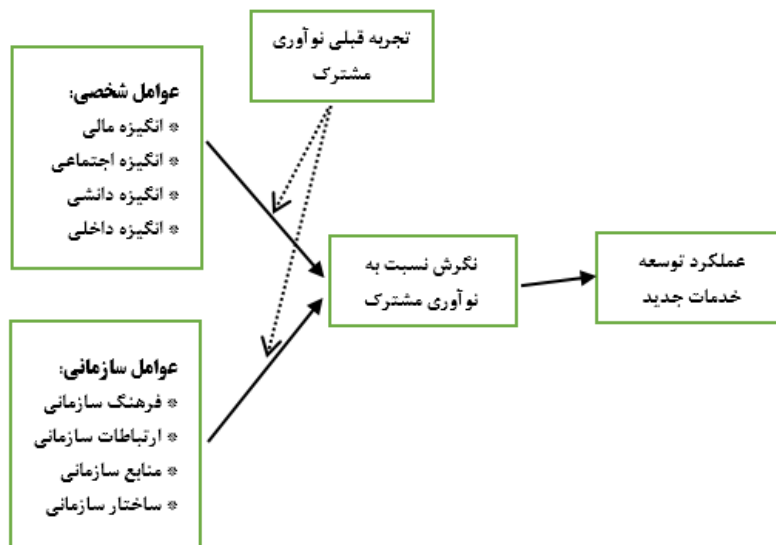 تجربه قبلی نوآوری
مشترک
عوامل شخصی:
* انگیزه مالی
* انگیزه اجتماعی
* انگیزه دانشی
* انگیزه داخلی
نگرش نسبت به
نوآوری مشترک
عملکرد توسعه
خدمات جدید
عوامل سازمانی:
* فرهنگ سازمانی
* ارتباطات سازمانی
* منابع سازمانی
* ساختار سازمانی